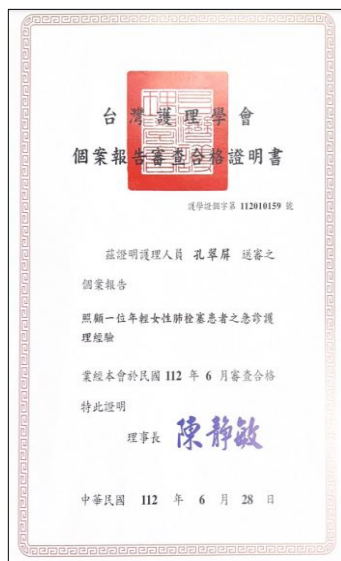 台灣護理學會
個案報告審查合格證明書
護學證個字第 112010159 號
茲證明護理人員 孔翠屏 送審之
個案報告
照顧一位年輕女性肺栓塞患者之急診護
理經驗
業經本會於民國 112 年 6 月審查合格
特此證明
理事長 陳靜敏
中華民國 112 年 6 月 28 日